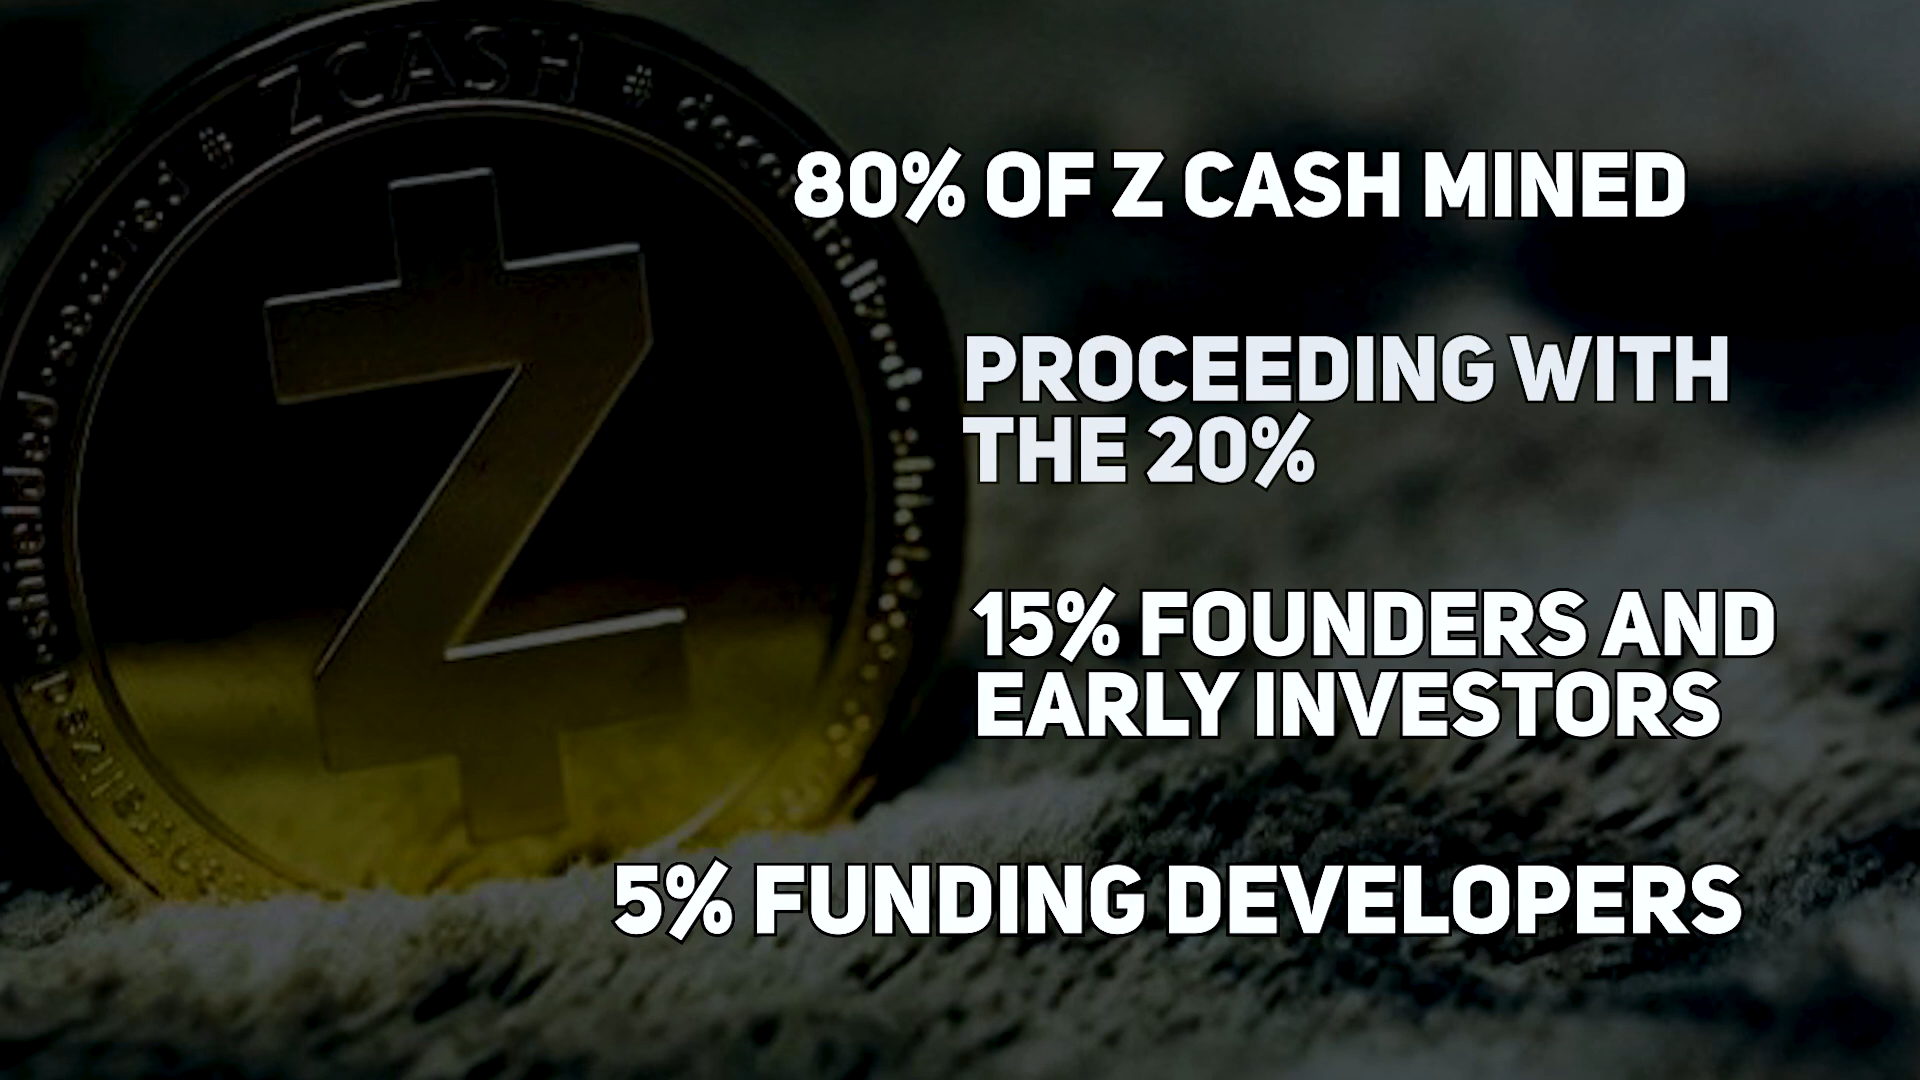 ZCASH
80% OF Z CASH MINED
PROCEEDING WITH
THE 20%
15% FOUNDERS AND
EARLY INVESTORS
5% FUNDING DEVELOPERS